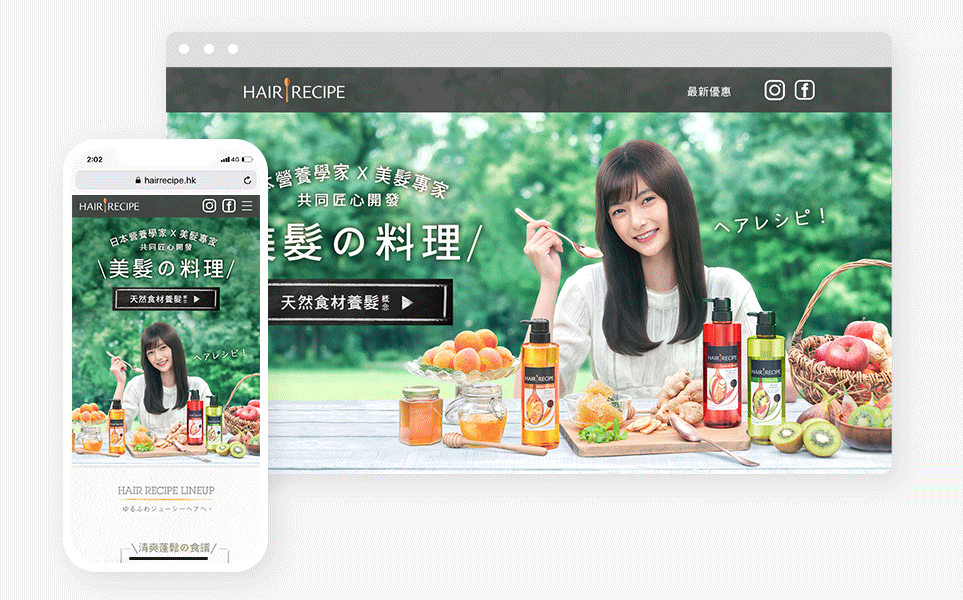 HAIR RECIPE
最新優惠
本營養學家 X 美髮專家
共同匠心開發
美髮の料理/
天然食材養髮概念 ▶
ヘアレシピ！
HAIR RECIPE
HAIR RECIPE
HAIR RECIPE
2:02
4G
hairrecipe.hk
HAIR RECIPE
日本營養學家 X 美髮專家
共同匠心開發
\美髮の料理/
天然食材養髮概念 ▶
ヘアレシピ！
HAIR RECIPE LINEUP
ゆるふわジューシーヘアへ。
\清爽蓬鬆の食譜/